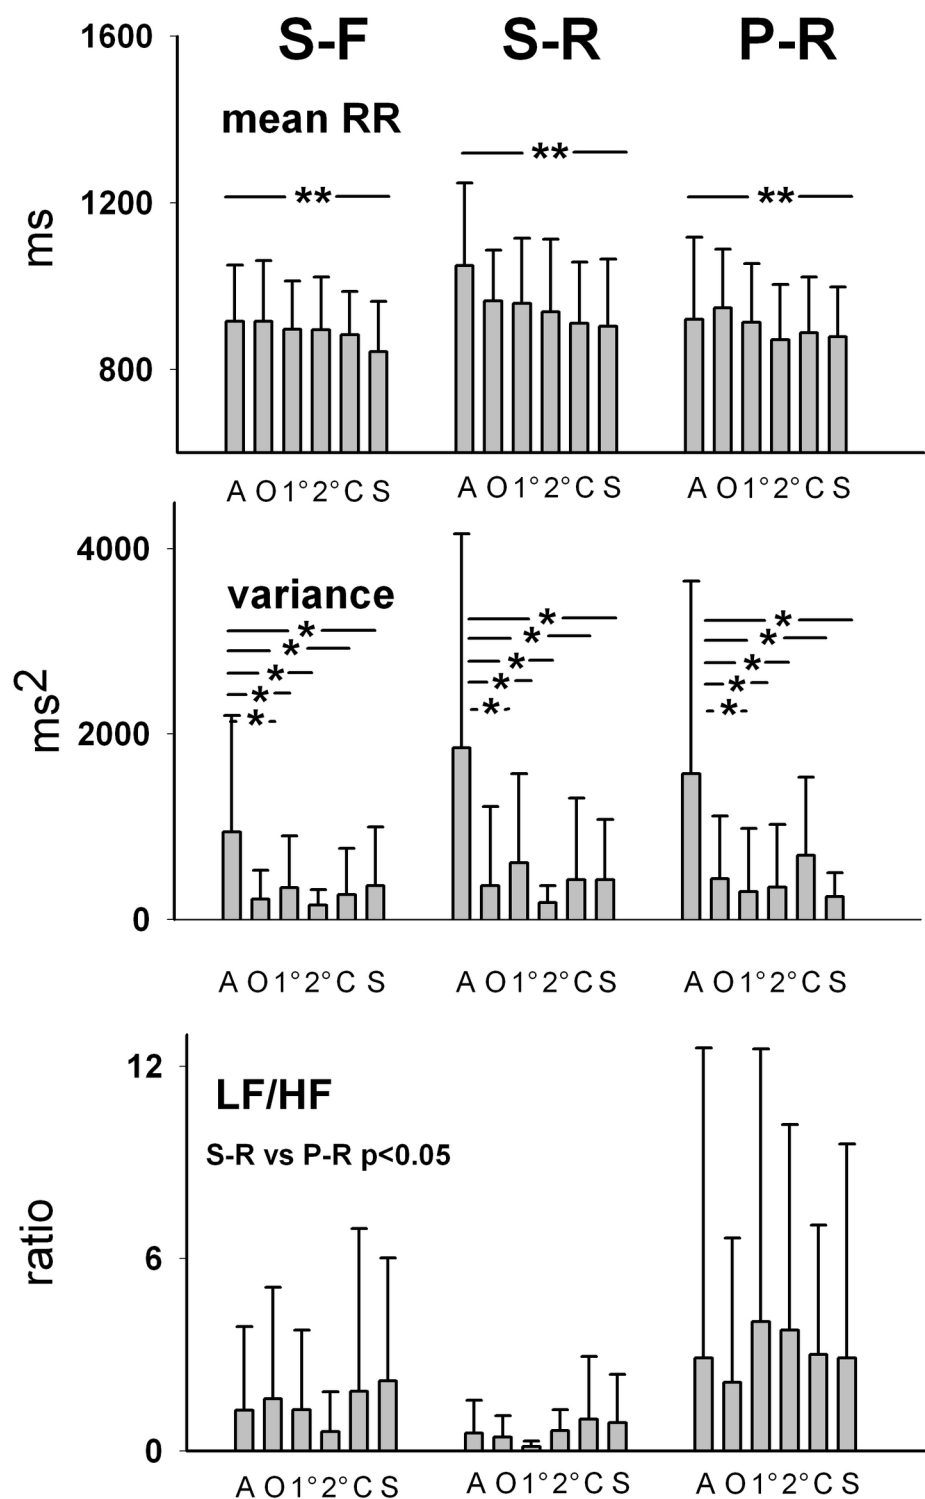 S-F S-R P-R
1600
mean RR
**
** **
1200
ms
800
A O 1° 2° C S A O 1° 2° C S A O 1° 2° C S
4000
variance
* * *
* * *
* * *
* * *
* * *
ms2
2000
0
A O 1° 2° C S A O 1° 2° C S A O 1° 2° C S
12
LF/HF
S-R vs P-R p<0.05
ratio
6
0
A O 1° 2° C S A O 1° 2° C S A O 1° 2° C S